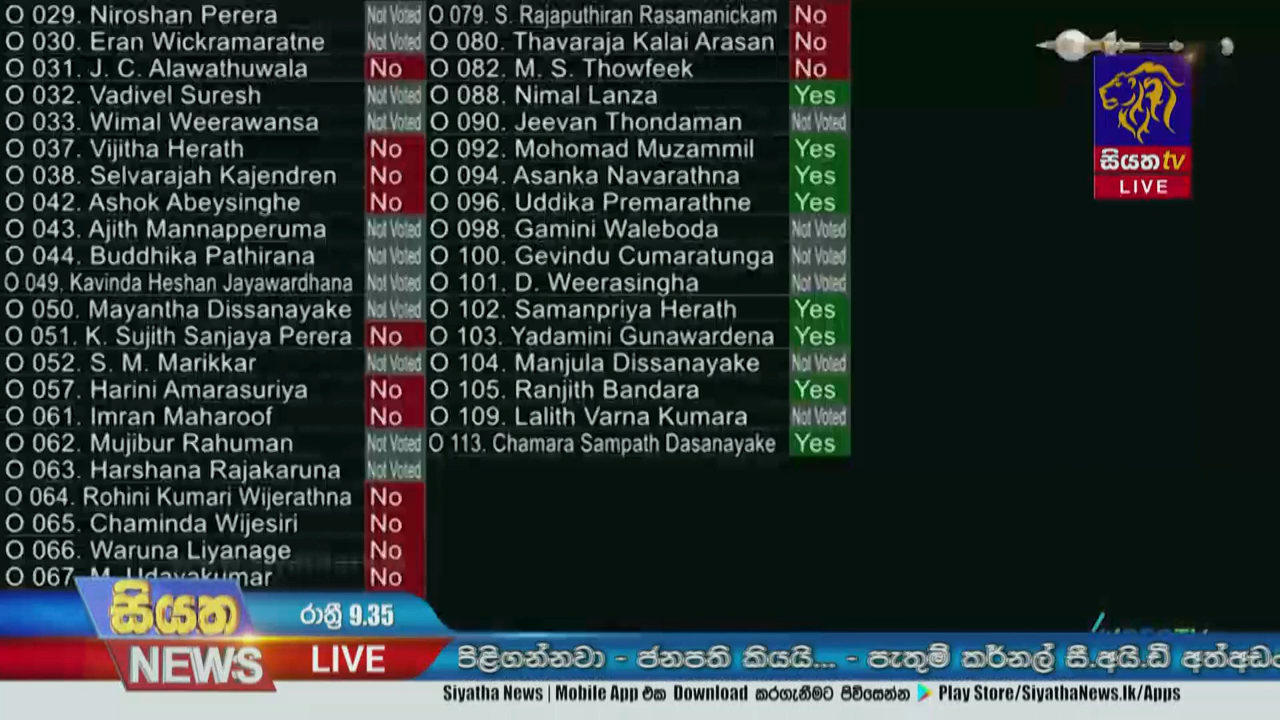 O 029. Niroshan Perera Not Voted
O 030. Eran Wickramaratne Not Voted
O 031. J. C. Alawathuwala No
O 032. Vadivel Suresh Not Voted
O 033. Wimal Weerawansa Not Voted
O 037. Vijitha Herath No
O 038. Selvarajah Kajendren No
O 042. Ashok Abeysinghe No
O 043. Ajith Mannapperuma Not Voted
O 044. Buddhika Pathirana Not Voted
O 049. Kavinda Heshan Jayawardhana Not Voted
O 050. Mayantha Dissanayake Not Voted
O 051. K. Sujith Sanjaya Perera No
O 052. S. M. Marikkar Not Voted
O 057. Harini Amarasuriya No
O 061. Imran Maharoof No
O 062. Mujibur Rahuman Not Voted
O 063. Harshana Rajakaruna Not Voted
O 064. Rohini Kumari Wijerathna No
O 065. Chaminda Wijesiri No
O 066. Waruna Liyanage No
O 067. M. Udayakumar No
O 079. S. Rajaputhiran Rasamanickam No
O 080. Thavaraja Kalai Arasan No
O 082. M. S. Thowfeek No
O 088. Nimal Lanza Yes
O 090. Jeevan Thondaman Not Voted
O 092. Mohomad Muzammil Yes
O 094. Asanka Navarathna Yes
O 096. Uddika Premarathne Yes
O 098. Gamini Waleboda Not Voted
O 100. Gevindu Cumaratunga Not Voted
O 101. D. Weerasingha Not Voted
O 102. Samanpriya Herath Yes
O 103. Yadamini Gunawardena Yes
O 104. Manjula Dissanayake Not Voted
O 105. Ranjith Bandara Yes
O 109. Lalith Varna Kumara Not Voted
O 113. Chamara Sampath Dasanayake Yes
සියත tv
LIVE
සියත
NEWS
රාත්‍රී 9.35
LIVE
පිළිගන්නවා - ජනපති කියයි... - පැතුම් කර්නල් සී.අයි.ඩී අත්අඩං
Siyatha News | Mobile App එක Download කරගැනීමට පිවිසෙන්න Play Store/SiyathaNews.lk/Apps